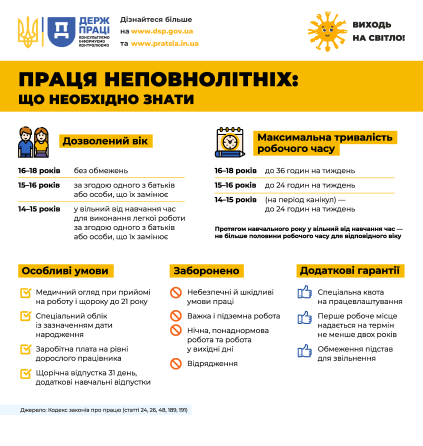 ДЕРЖ
ПРАЦІ
КОНСУЛЬТУЄМО
ІНФОРМУЄМО
КОНТРОЛЮЄМО
Дізнайтеся більше
на www.dsp.gov.ua
та www.pratsia.in.ua
ВИХОДЬ
НА СВІТЛО!
ПРАЦЯ НЕПОВНОЛІТНІХ:
ЩО НЕОБХІДНО ЗНАТИ
Дозволений вік
16–18 років без обмежень
15–16 років за згодою одного з батьків
або особи, що їх замінює
14–15 років у вільний від навчання час
для виконання легкої роботи
за згодою одного з батьків
або особи, що їх замінює
Максимальна тривалість
робочого часу
16–18 років до 36 годин на тиждень
15–16 років до 24 годин на тиждень
14–15 років (на період канікул) —
до 24 годин на тиждень
Протягом навчального року у вільний від навчання час —
не більше половини робочого часу для відповідного віку
Особливі умови
Медичний огляд при прийомі
на роботу і щороку до 21 року
Спеціальний облік
із зазначенням дати
народження
Заробітна плата на рівні
дорослого працівника
Щорічна відпустка 31 день,
додаткові навчальні відпустки
Заборонено
Небезпечні й шкідливі
умови праці
Важка і підземна робота
Нічна, понаднормова
робота та робота
у вихідні дні
Відрядження
Додаткові гарантії
Спеціальна квота
на працевлаштування
Перше робоче місце
надається на термін
не менше двох років
Обмеження підстав
для звільнення
Джерело: Кодекс законів про працю (статті 24, 26, 48, 189, 191)